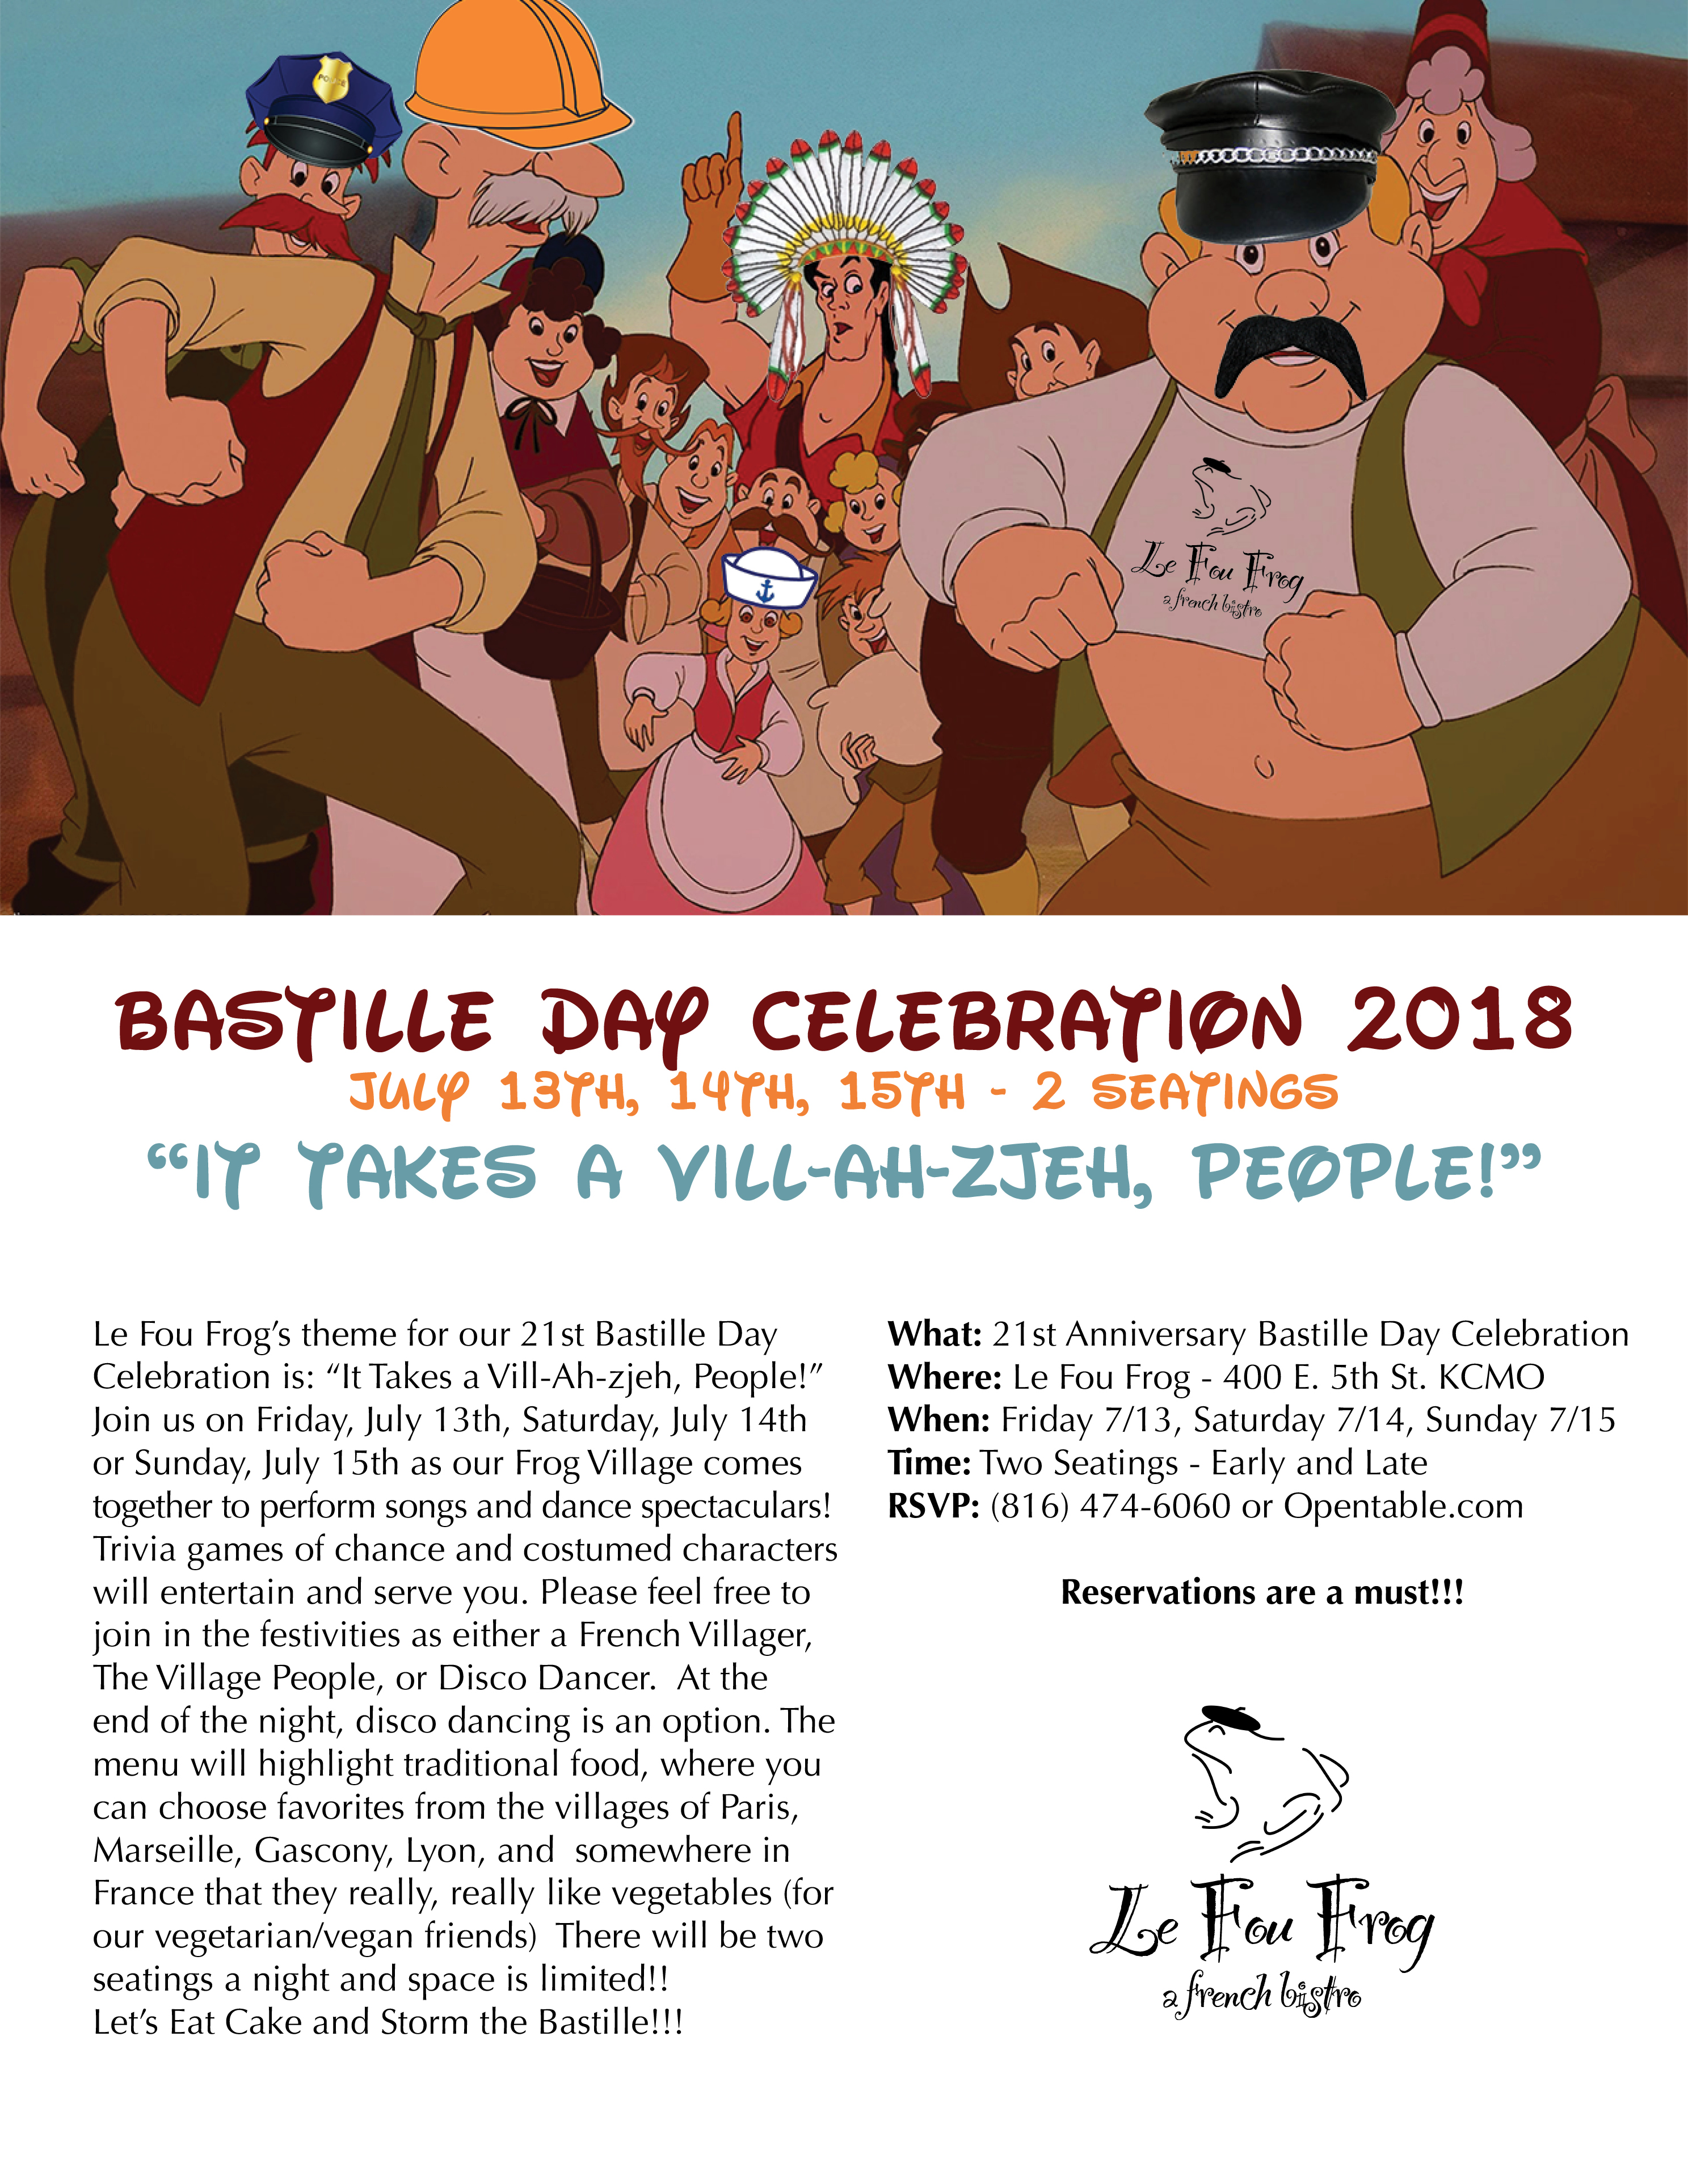 POLICE
Le Fou Frog
a french bistro
BASTILLE DAY CELEBRATION 2018
JULY 13TH, 14TH, 15TH - 2 SEATINGS
“IT TAKES A VILL-AH-ZJEH, PEOPLE!”
Le Fou Frog’s theme for our 21st Bastille Day
Celebration is: “It Takes a Vill-Ah-zjeh, People!”
Join us on Friday, July 13th, Saturday, July 14th
or Sunday, July 15th as our Frog Village comes
together to perform songs and dance spectaculars!
Trivia games of chance and costumed characters
will entertain and serve you. Please feel free to
join in the festivities as either a French Villager,
The Village People, or Disco Dancer.  At the
end of the night, disco dancing is an option. The
menu will highlight traditional food, where you
can choose favorites from the villages of Paris,
Marseille, Gascony, Lyon, and  somewhere in
France that they really, really like vegetables (for
our vegetarian/vegan friends)  There will be two
seatings a night and space is limited!!
Let’s Eat Cake and Storm the Bastille!!!
What: 21st Anniversary Bastille Day Celebration
Where: Le Fou Frog - 400 E. 5th St. KCMO
When: Friday 7/13, Saturday 7/14, Sunday 7/15
Time: Two Seatings - Early and Late
RSVP: (816) 474-6060 or Opentable.com
Reservations are a must!!!
Le Fou Frog
a french bistro